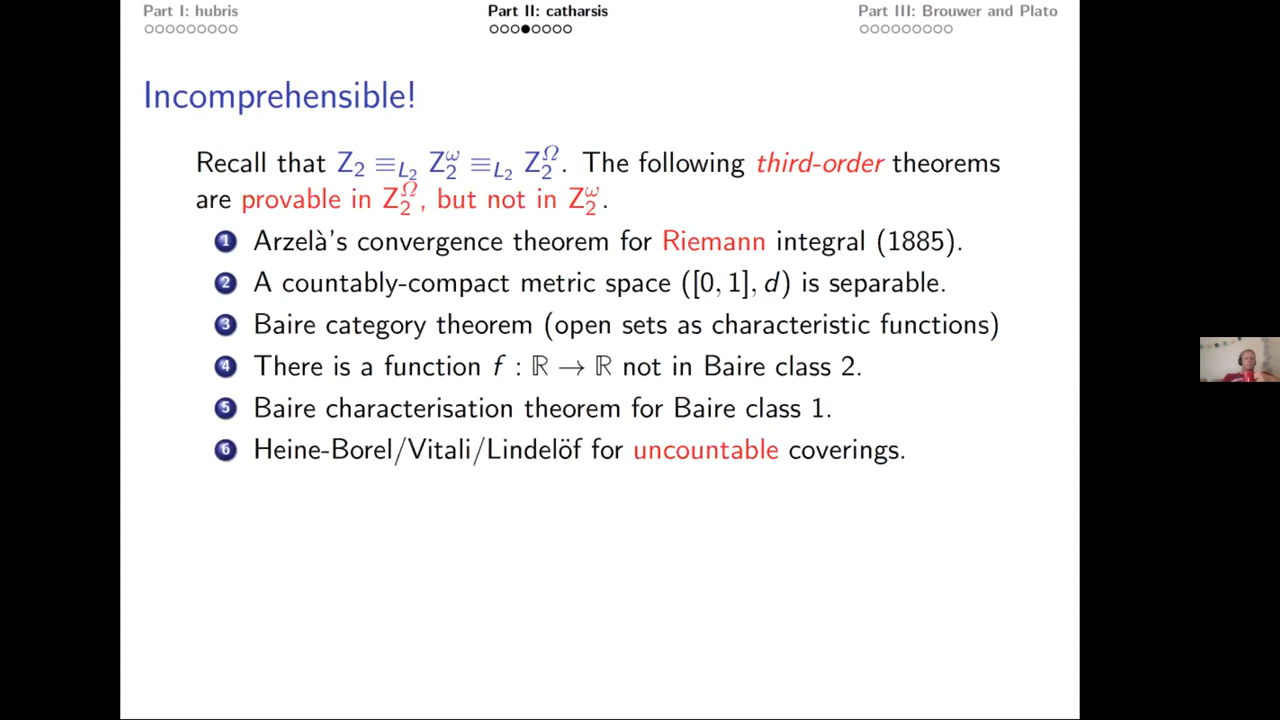 Part I: hubris
Part II: catharsis
Part III: Brouwer and Plato
Incomprehensible!
Recall that Z₂ ≡_{L₂} Z₂^ω ≡_{L₂} Z₂^Ω. The following third-order theorems
are provable in Z₂^Ω, but not in Z₂^ω.
1 Arzelà's convergence theorem for Riemann integral (1885).
2 A countably-compact metric space ([0, 1], d) is separable.
3 Baire category theorem (open sets as characteristic functions)
4 There is a function f : ℝ → ℝ not in Baire class 2.
5 Baire characterisation theorem for Baire class 1.
6 Heine-Borel/Vitali/Lindelöf for uncountable coverings.